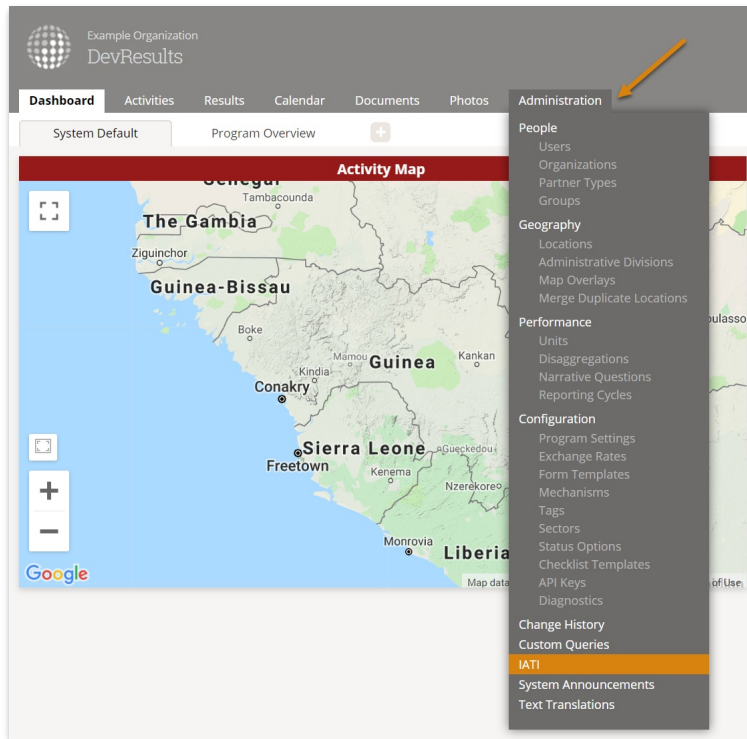 Example Organization
DevResults
Dashboard Activities Results Calendar Documents Photos Administration
System Default Program Overview
Activity Map
Tambacounda
The Gambia
Ziguinchor
Guinea-Bissau
Boke
Mamou
Guinea
Kankan
Kindia
Conakry
Sierra Leone
Gueckedou
Freetown
Kenema
Nzerekore
Monrovia
Liberia
Google
Map data
of Use
People
Users
Organizations
Partner Types
Groups
Geography
Locations
Administrative Divisions
Map Overlays
Merge Duplicate Locations
Performance
Units
Disaggregations
Narrative Questions
Reporting Cycles
Configuration
Program Settings
Exchange Rates
Form Templates
Mechanisms
Tags
Sectors
Status Options
Checklist Templates
API Keys
Diagnostics
Change History
Custom Queries
IATI
System Announcements
Text Translations